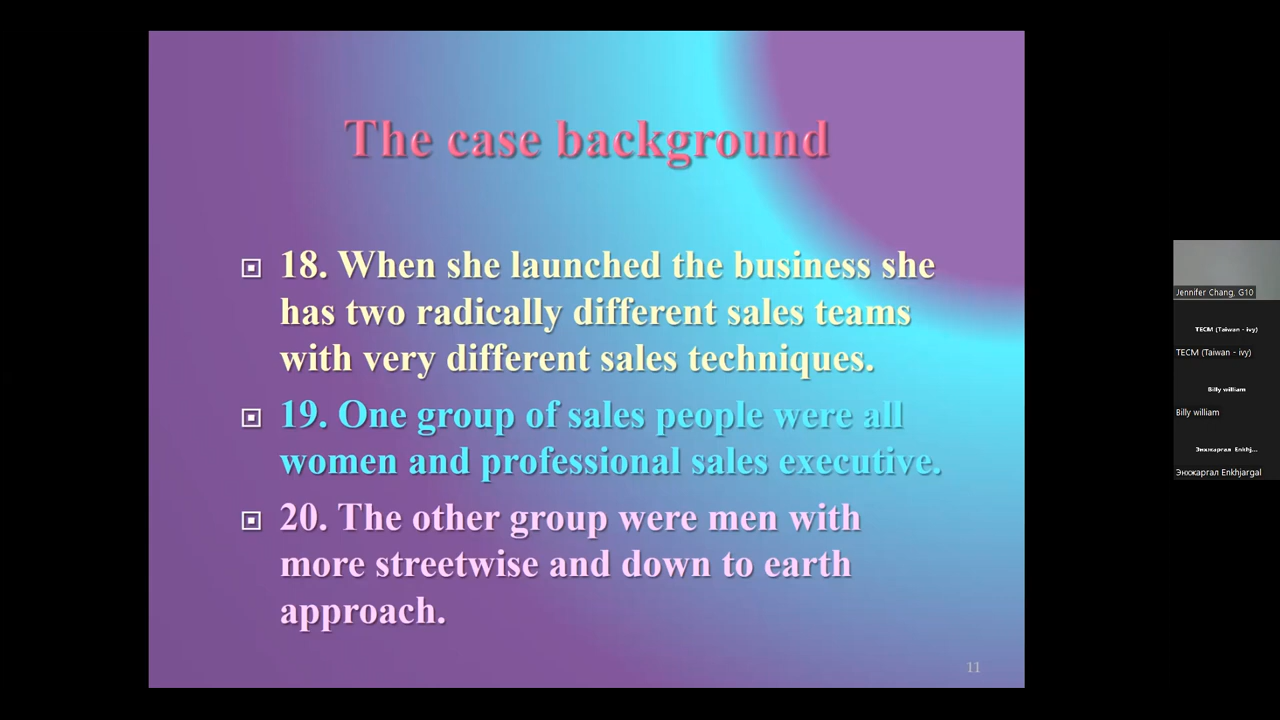 The case background
18. When she launched the business she
has two radically different sales teams
with very different sales techniques.
19. One group of sales people were all
women and professional sales executive.
20. The other group were men with
more streetwise and down to earth
approach.
11
Jennifer Chang, G10
TECM (Taiwan - ivy)
TECM (Taiwan - ivy)
Billy william
Billy william
Энхжаргал Enkhj...
Энхжаргал Enkhjargal